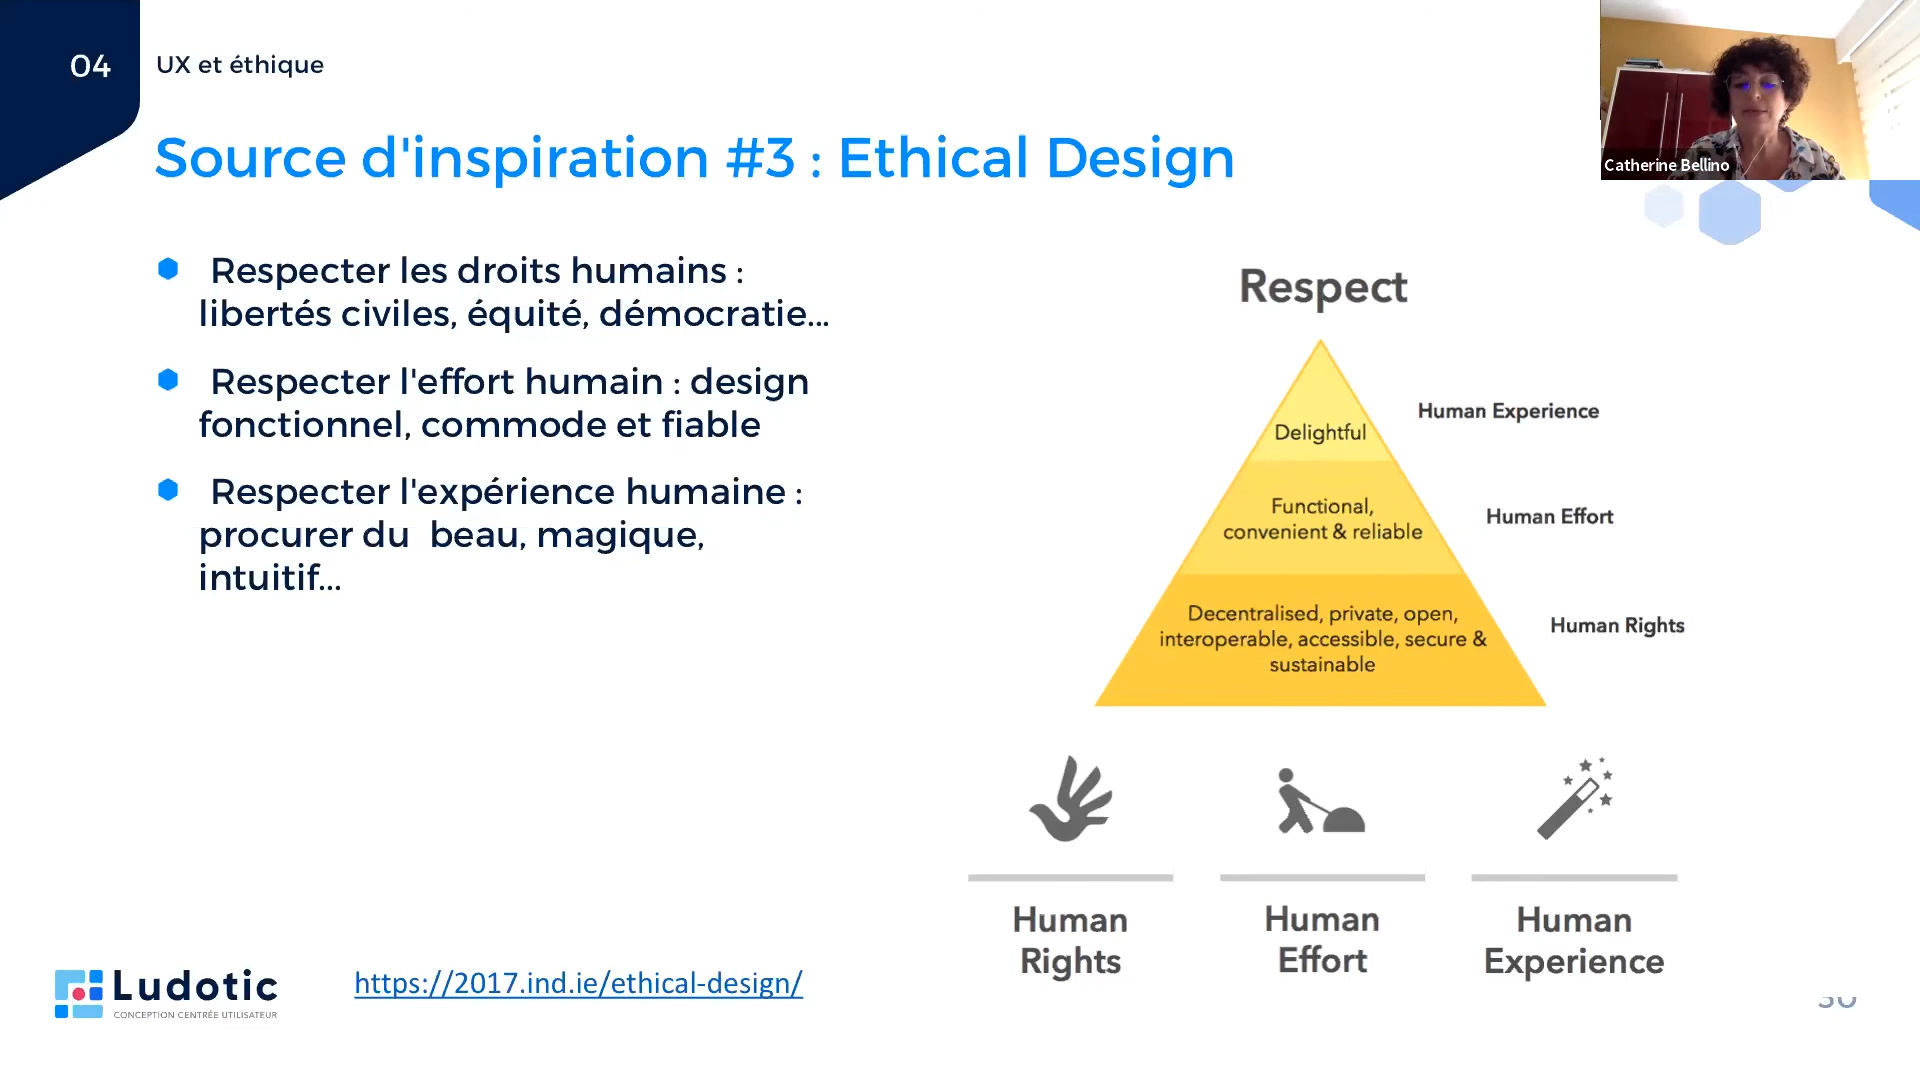 04
UX et éthique
Source d'inspiration #3 : Ethical Design
Catherine Bellino
Respecter les droits humains :
libertés civiles, équité, démocratie...
Respecter l'effort humain : design
fonctionnel, commode et fiable
Respecter l'expérience humaine :
procurer du  beau, magique,
intuitif...
Respect
Delightful
Human Experience
Functional,
convenient & reliable
Human Effort
Decentralised, private, open,
interoperable, accessible, secure &
sustainable
Human Rights
Human
Rights
Human
Effort
Human
Experience
Ludotic
CONCEPTION CENTRÉE UTILISATEUR
https://2017.ind.ie/ethical-design/